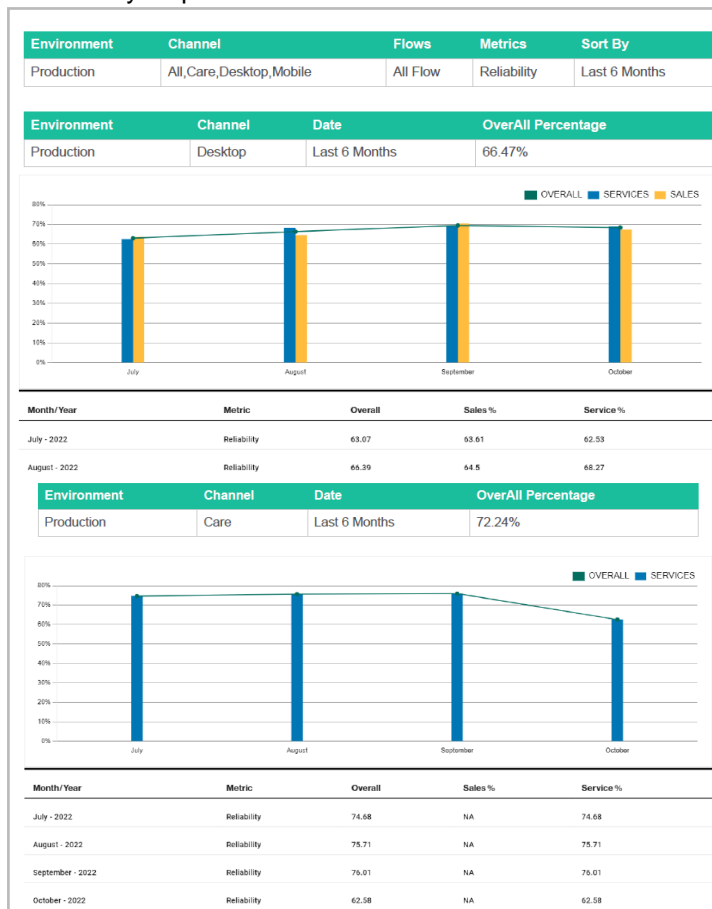 Environment Channel Flows Metrics Sort By
Production All,Care,Desktop,Mobile All Flow Reliability Last 6 Months
Environment Channel Date OverAll Percentage
Production Desktop Last 6 Months 66.47%
OVERALL SERVICES SALES
80%
70%
60%
50%
40%
30%
20%
10%
0%
July August September October
Month/Year Metric Overall Sales % Service %
July - 2022 Reliability 63.07 63.61 62.53
August - 2022 Reliability 66.39 64.5 68.27
Environment Channel Date OverAll Percentage
Production Care Last 6 Months 72.24%
OVERALL SERVICES
80%
70%
60%
50%
40%
30%
20%
10%
0%
July August September October
Month/Year Metric Overall Sales % Service %
July - 2022 Reliability 74.68 NA 74.68
August - 2022 Reliability 75.71 NA 75.71
September - 2022 Reliability 76.01 NA 76.01
October - 2022 Reliability 62.58 NA 62.58